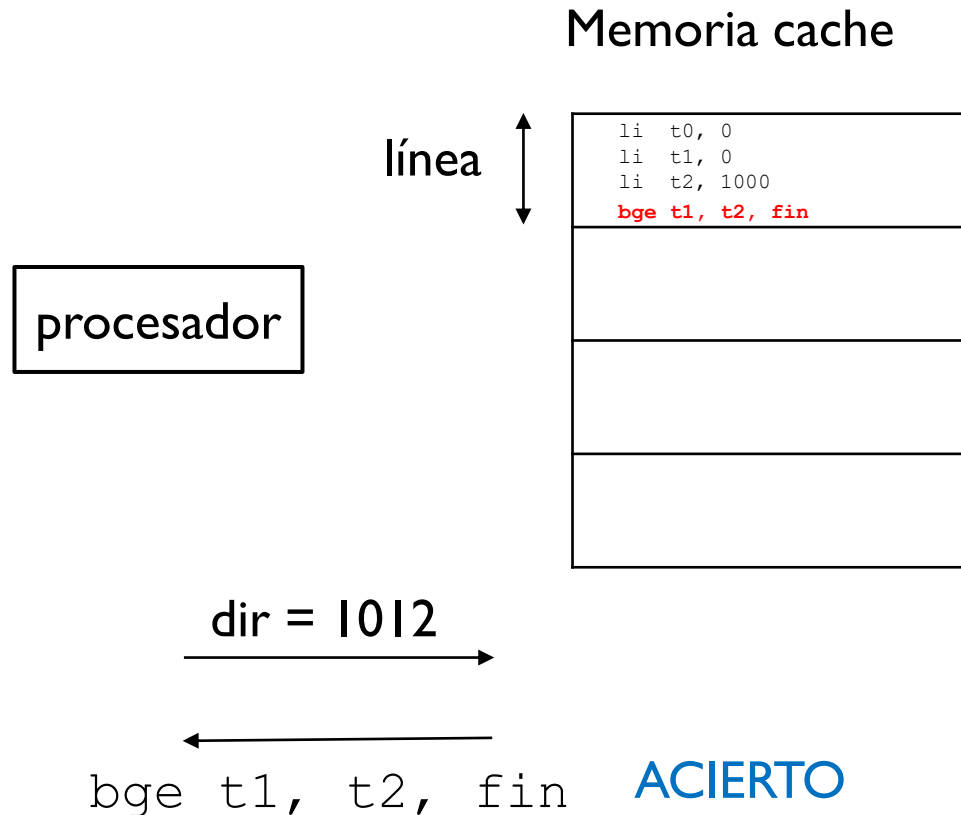 Memoria cache
línea
li t0, 0
li t1, 0
li t2, 1000
bge t1, t2, fin
procesador
dir = 1012
bge t1, t2, fin
ACIERTO